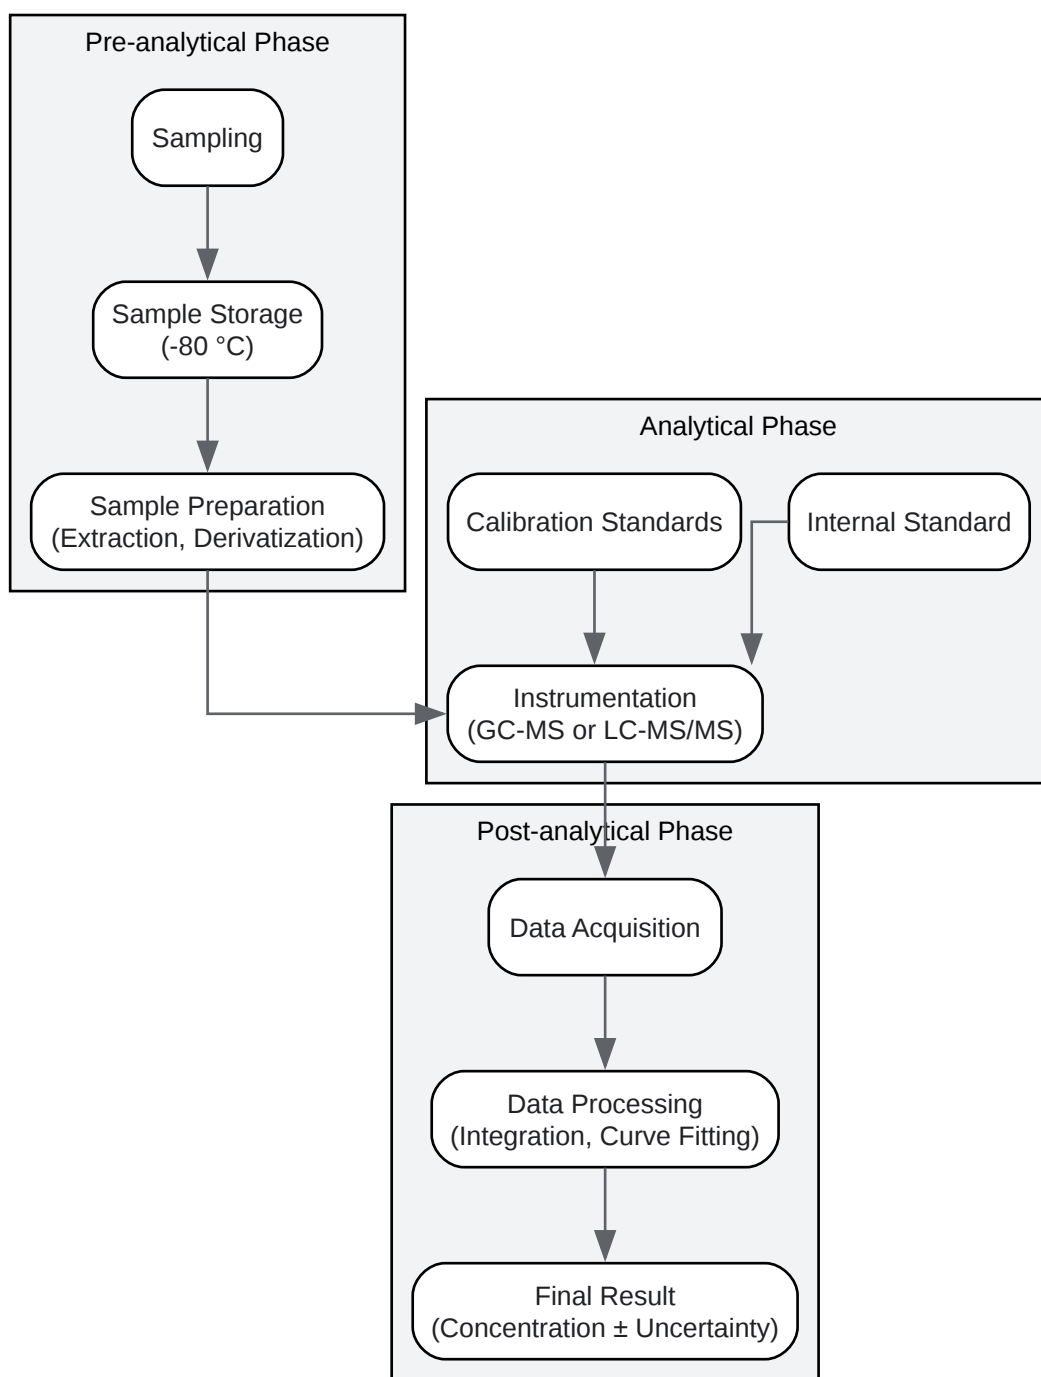 Pre-analytical Phase
Sampling
Sample Storage
(-80 °C)
Sample Preparation
(Extraction, Derivatization)
Analytical Phase
Calibration Standards
Internal Standard
Instrumentation
(GC-MS or LC-MS/MS)
Post-analytical Phase
Data Acquisition
Data Processing
(Integration, Curve Fitting)
Final Result
(Concentration ± Uncertainty)